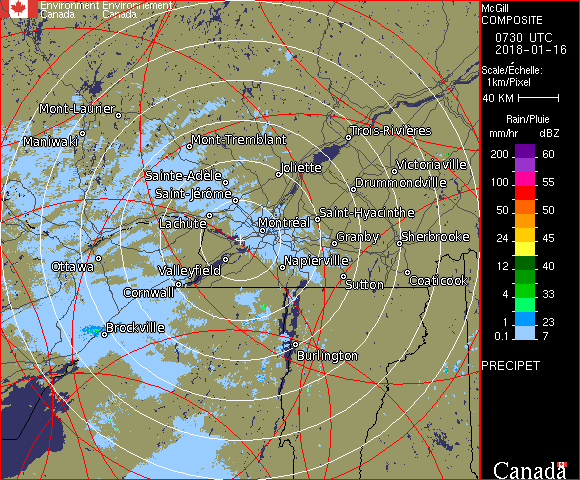 Environment Environnement
Canada Canada
McGill
COMPOSITE
0730 UTC
2018-01-16
Scale/Échelle:
1km/Pixel
40 KM
Rain/Pluie
mm/hr dBZ
200 60
100 55
50 50
24 45
12 40
4 33
1 23
0.1 7
PRECIPET
Canada
Mont-Laurier
Maniwaki
Mont-Tremblant
Trois-Rivières
Sainte-Adèle
Joliette
Victoriaville
Saint-Jérôme
Drummondville
Lachute
Montréal
Saint-Hyacinthe
Granby
Sherbrooke
Ottawa
Valleyfield
Napierville
Cornwall
Sutton
Coaticook
Brockville
Burlington